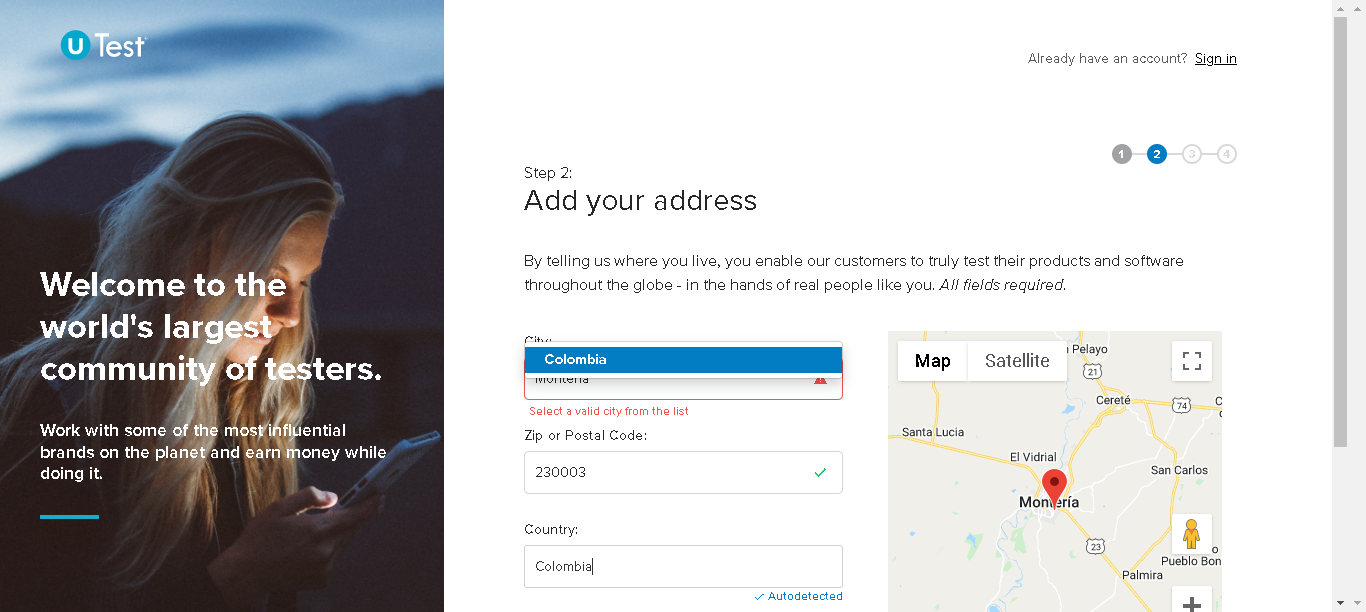 U Test
Already have an account? Sign in
1 2 3 4
Step 2:
Add your address
Welcome to the
world's largest
community of testers.
Work with some of the most influential
brands on the planet and earn money while
doing it.
By telling us where you live, you enable our customers to truly test their products and software
throughout the globe - in the hands of real people like you. All fields required.
City:
Colombia
Montería
Select a valid city from the list
Zip or Postal Code:
230003
Country:
Colombia
Autodetected
Map Satellite
Pelayo
21
Cereté
74
Santa Lucia
El Vidrial
San Carlos
Montería
23
Pueblo Bon
Palmira